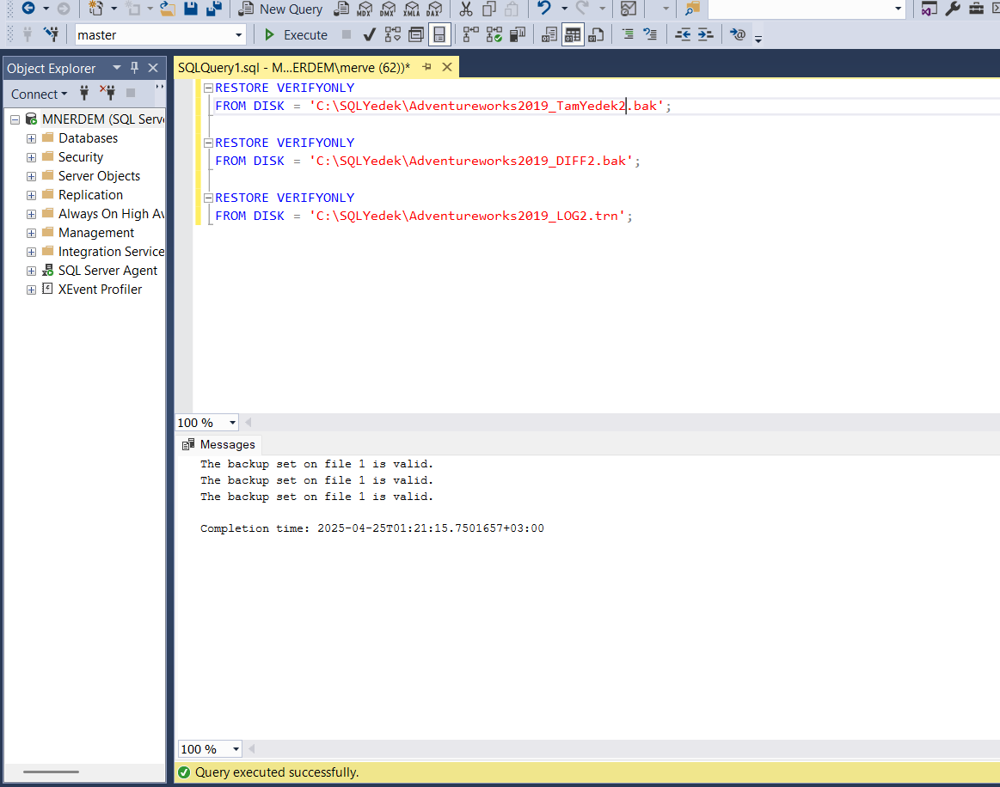 New Query MDX DMX XMLA DAX
master Execute
Object Explorer
Connect
MNERDEM (SQL Serv
Databases
Security
Server Objects
Replication
Always On High Av
Management
Integration Service
SQL Server Agent
XEvent Profiler
SQLQuery1.sql - M...ERDEM\merve (62))*
RESTORE VERIFYONLY
FROM DISK = 'C:\SQLYedek\Adventureworks2019_TamYedek2.bak';
RESTORE VERIFYONLY
FROM DISK = 'C:\SQLYedek\Adventureworks2019_DIFF2.bak';
RESTORE VERIFYONLY
FROM DISK = 'C:\SQLYedek\Adventureworks2019_LOG2.trn';
100 %
Messages
The backup set on file 1 is valid.
The backup set on file 1 is valid.
The backup set on file 1 is valid.
Completion time: 2025-04-25T01:21:15.7501657+03:00
100 %
Query executed successfully.